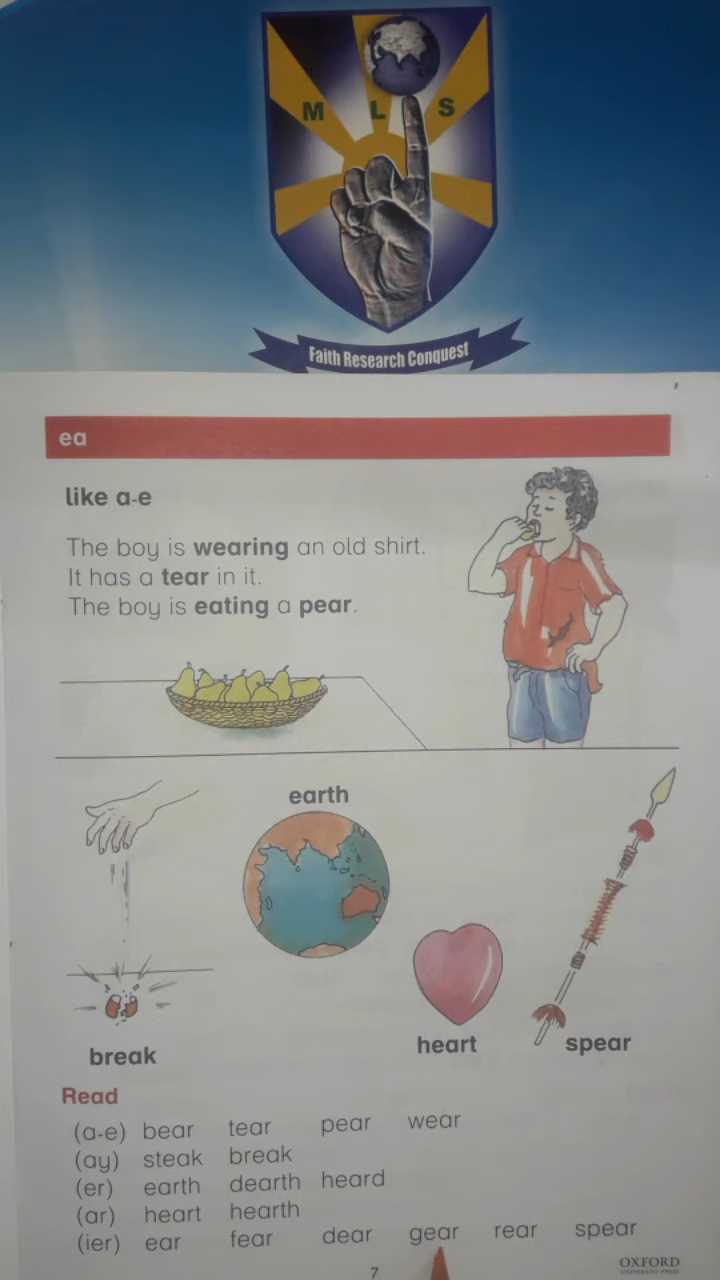 M L S
Faith Research Conquest
ea
like a-e
The boy is wearing an old shirt.
It has a tear in it.
The boy is eating a pear.
earth
break
heart
spear
Read
(a-e) bear tear pear wear
(ay) steak break
(er) earth dearth heard
(ar) heart hearth
(ier) ear fear dear gear rear spear
7
OXFORD
UNIVERSITY PRESS